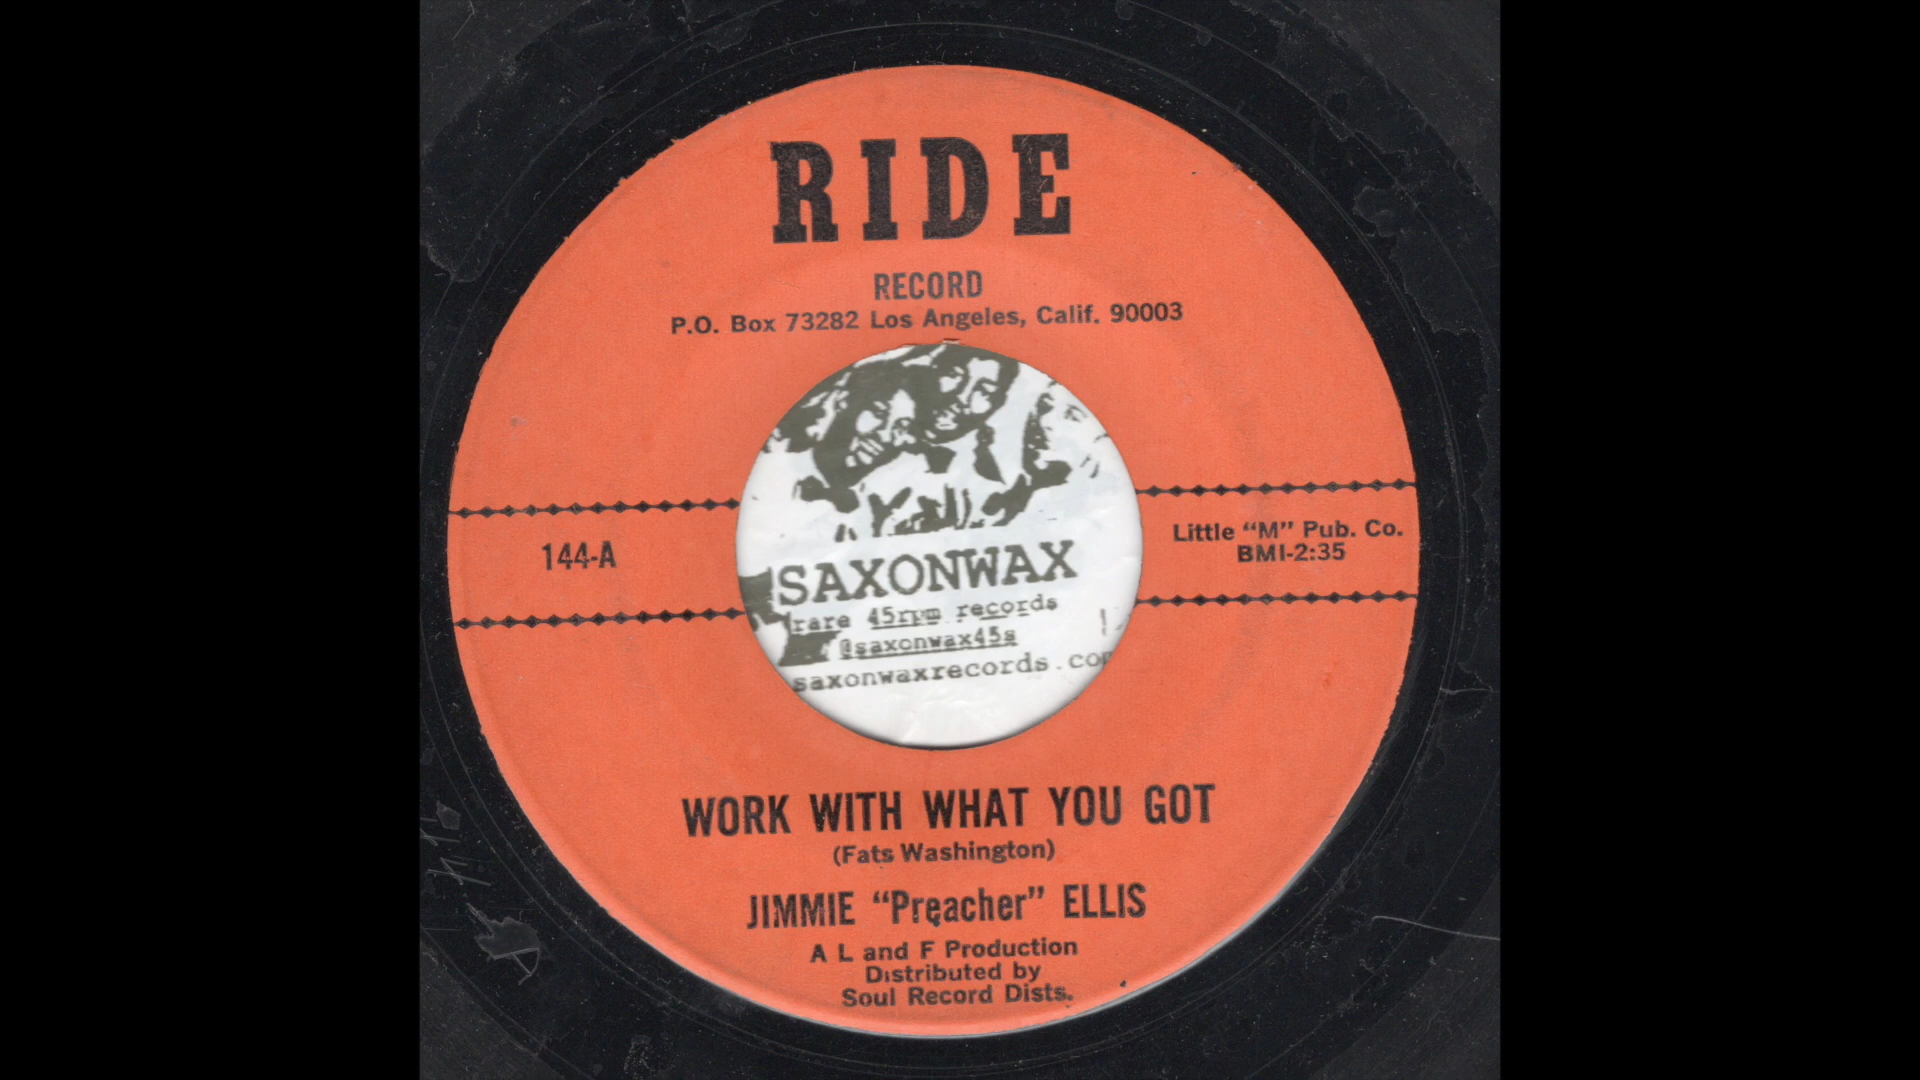 RIDE
RECORD
P.O. Box 73282 Los Angeles, Calif. 90003
144-A
Little “M” Pub. Co.
BMI-2:35
SAXONWAX
rare 45rpm records
@saxonwax45s
saxonwaxrecords.co
WORK WITH WHAT YOU GOT
(Fats Washington)
JIMMIE “Preacher” ELLIS
A L and F Production
Distributed by
Soul Record Dists.